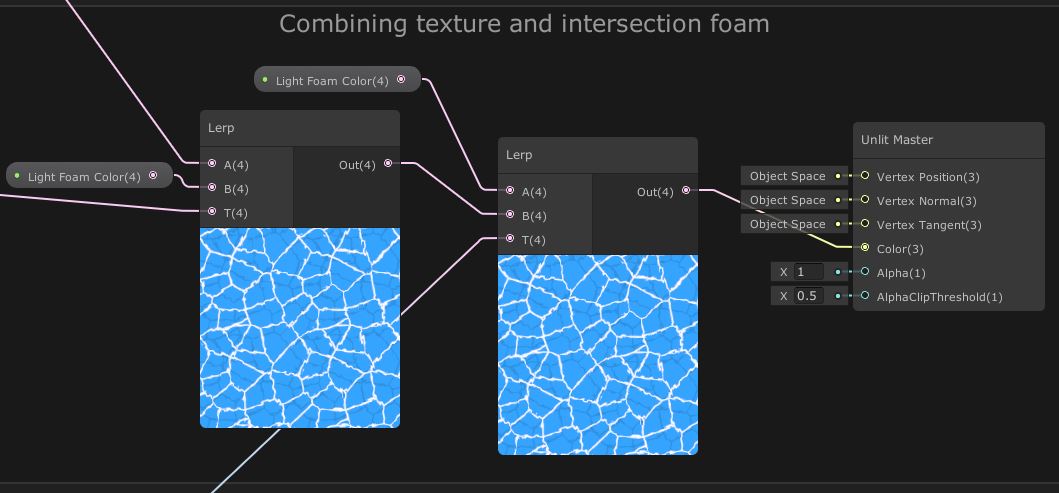 Combining texture and intersection foam
Light Foam Color(4)
Lerp
A(4)
Out(4)
Light Foam Color(4)
B(4)
T(4)
Lerp
A(4)
Out(4)
B(4)
T(4)
Unlit Master
Object Space
Vertex Position(3)
Object Space
Vertex Normal(3)
Object Space
Vertex Tangent(3)
Color(3)
X 1
Alpha(1)
X 0.5
AlphaClipThreshold(1)